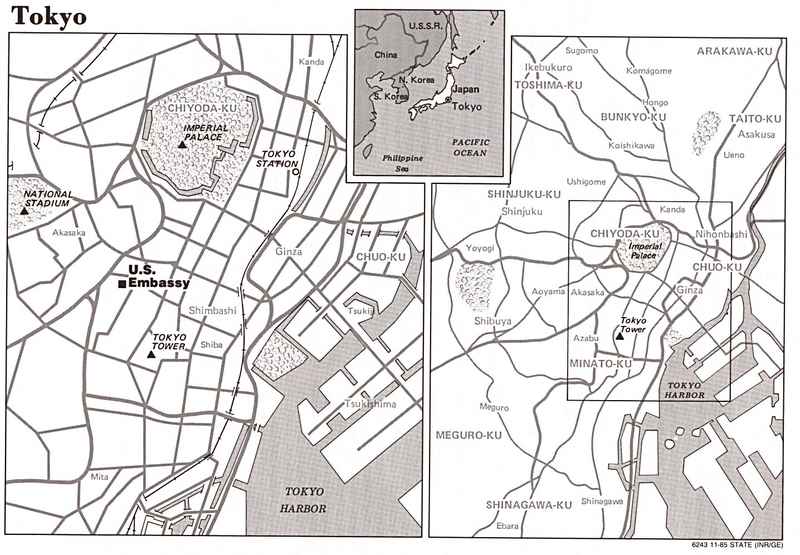 Tokyo
Kanda
CHIYODA-KU
IMPERIAL
PALACE
TOKYO
STATION
NATIONAL
STADIUM
Akasaka
Ginza
CHUO-KU
U.S.
Embassy
Shimbashi
Tsukiji
TOKYO
TOWER
Shiba
Tsukishima
Mita
TOKYO
HARBOR
U.S.S.R.
China
N. Korea
S. Korea
Japan
Tokyo
PACIFIC
OCEAN
Philippine
Sea
Sugomo
ARAKAWA-KU
Ikebukuro
Komagome
TOSHIMA-KU
Hongo
BUNKYO-KU
TAITO-KU
Asakusa
Koishikawa
Ueno
Ushigome
SHINJUKU-KU
Shinjuku
Kanda
CHIYODA-KU
Nihonbashi
Yoyogi
Imperial
Palace
CHUO-KU
Aoyama
Akasaka
Ginza
Shibuya
Tokyo
Tower
Azabu
MINATO-KU
TOKYO
HARBOR
Meguro
MEGURO-KU
SHINAGAWA-KU
Shinagawa
Ebara
6243 11-85 STATE (INR/GE)